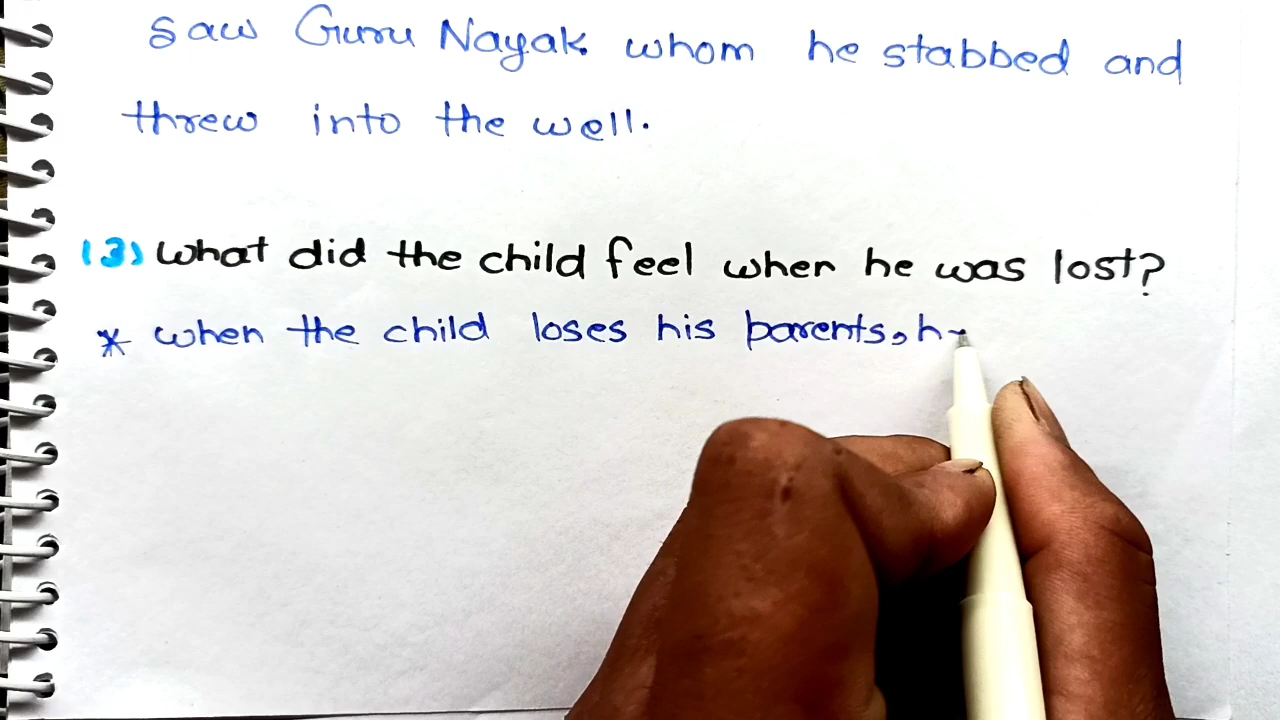 saw Guru Nayak whom he stabbed and
threw into the well.
(3) what did the child feel when he was lost?
* when the child loses his parents, h